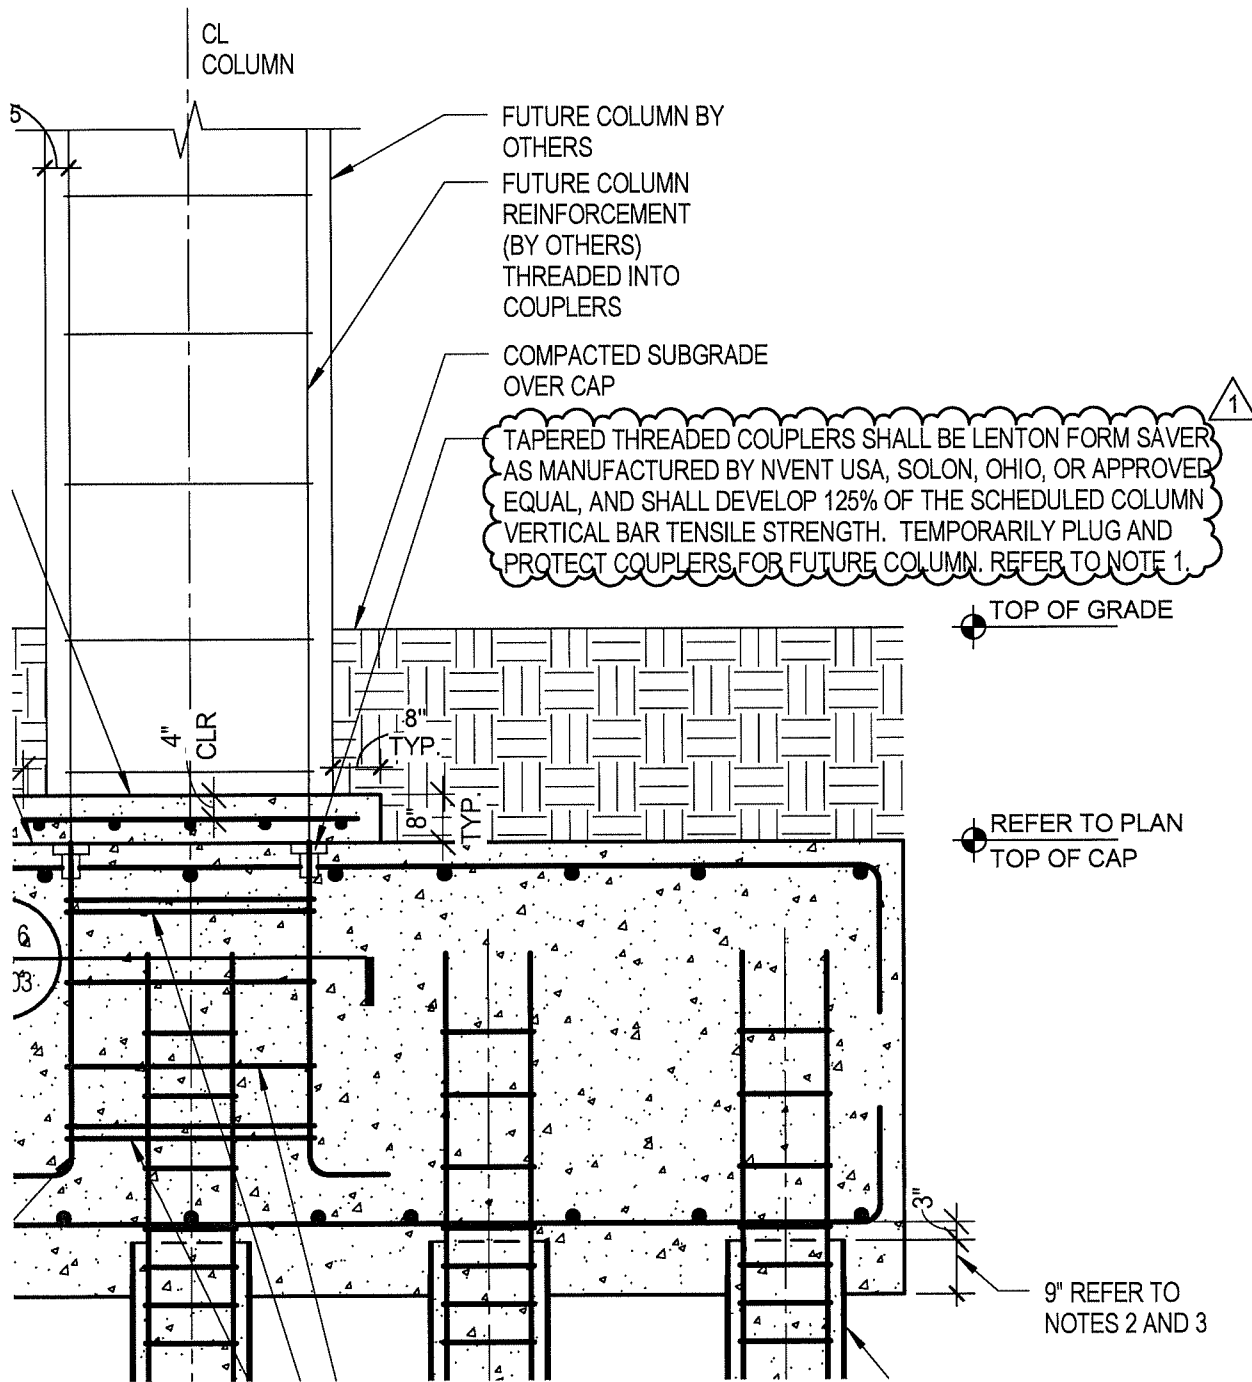 CL
COLUMN
5
FUTURE COLUMN BY
OTHERS
FUTURE COLUMN
REINFORCEMENT
(BY OTHERS)
THREADED INTO
COUPLERS
COMPACTED SUBGRADE
OVER CAP
1
TAPERED THREADED COUPLERS SHALL BE LENTON FORM SAVER
AS MANUFACTURED BY NVENT USA, SOLON, OHIO, OR APPROVED
EQUAL, AND SHALL DEVELOP 125% OF THE SCHEDULED COLUMN
VERTICAL BAR TENSILE STRENGTH. TEMPORARILY PLUG AND
PROTECT COUPLERS FOR FUTURE COLUMN. REFER TO NOTE 1.
TOP OF GRADE
4"
CLR
8"
TYP.
8"
TYP.
REFER TO PLAN
TOP OF CAP
6
03
3"
9" REFER TO
NOTES 2 AND 3